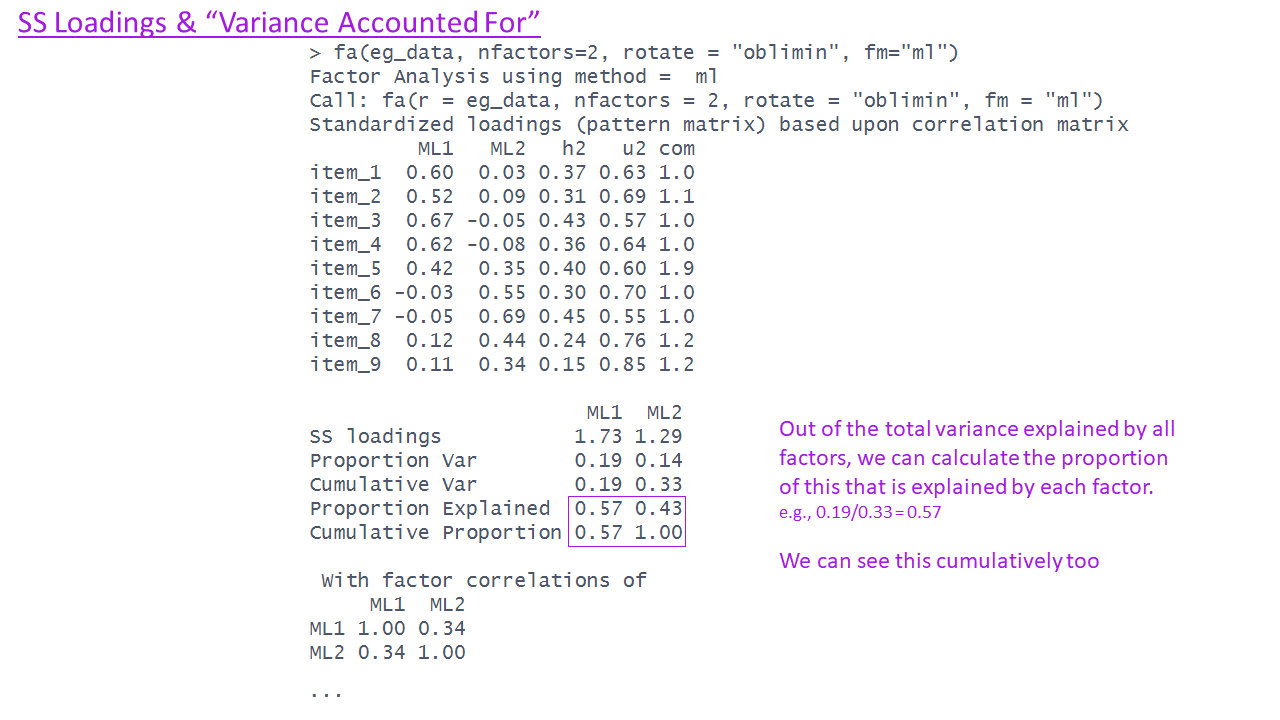 SS Loadings & “Variance Accounted For”
> fa(eg_data, nfactors=2, rotate = "oblimin", fm="ml")
Factor Analysis using method =  ml
Call: fa(r = eg_data, nfactors = 2, rotate = "oblimin", fm = "ml")
Standardized loadings (pattern matrix) based upon correlation matrix
         ML1   ML2   h2   u2 com
item_1  0.60  0.03 0.37 0.63 1.0
item_2  0.52  0.09 0.31 0.69 1.1
item_3  0.67 -0.05 0.43 0.57 1.0
item_4  0.62 -0.08 0.36 0.64 1.0
item_5  0.42  0.35 0.40 0.60 1.9
item_6 -0.03  0.55 0.30 0.70 1.0
item_7 -0.05  0.69 0.45 0.55 1.0
item_8  0.12  0.44 0.24 0.76 1.2
item_9  0.11  0.34 0.15 0.85 1.2
                       ML1  ML2
SS loadings           1.73 1.29
Proportion Var        0.19 0.14
Cumulative Var        0.19 0.33
Proportion Explained  0.57 0.43
Cumulative Proportion 0.57 1.00
Out of the total variance explained by all
factors, we can calculate the proportion
of this that is explained by each factor.
e.g., 0.19/0.33 = 0.57
We can see this cumulatively too
 With factor correlations of
     ML1  ML2
ML1 1.00 0.34
ML2 0.34 1.00
...